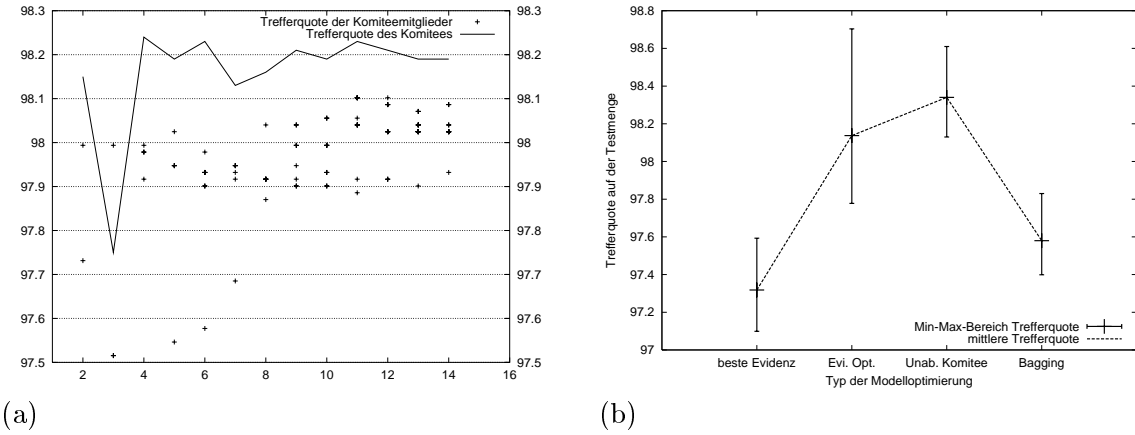 98.3
98.2
98.1
98
97.9
97.8
97.7
97.6
97.5
2 4 6 8 10 12 14 16
98.3
98.2
98.1
98
97.9
97.8
97.7
97.6
97.5
Trefferquote der Komiteemitglieder
Trefferquote des Komitees
(a)
Trefferquote auf der Testmenge
98.8
98.6
98.4
98.2
98
97.8
97.6
97.4
97.2
97
Min-Max-Bereich Trefferquote
mittlere Trefferquote
beste Evidenz Evi. Opt. Unab. Komitee Bagging
Typ der Modelloptimierung
(b)